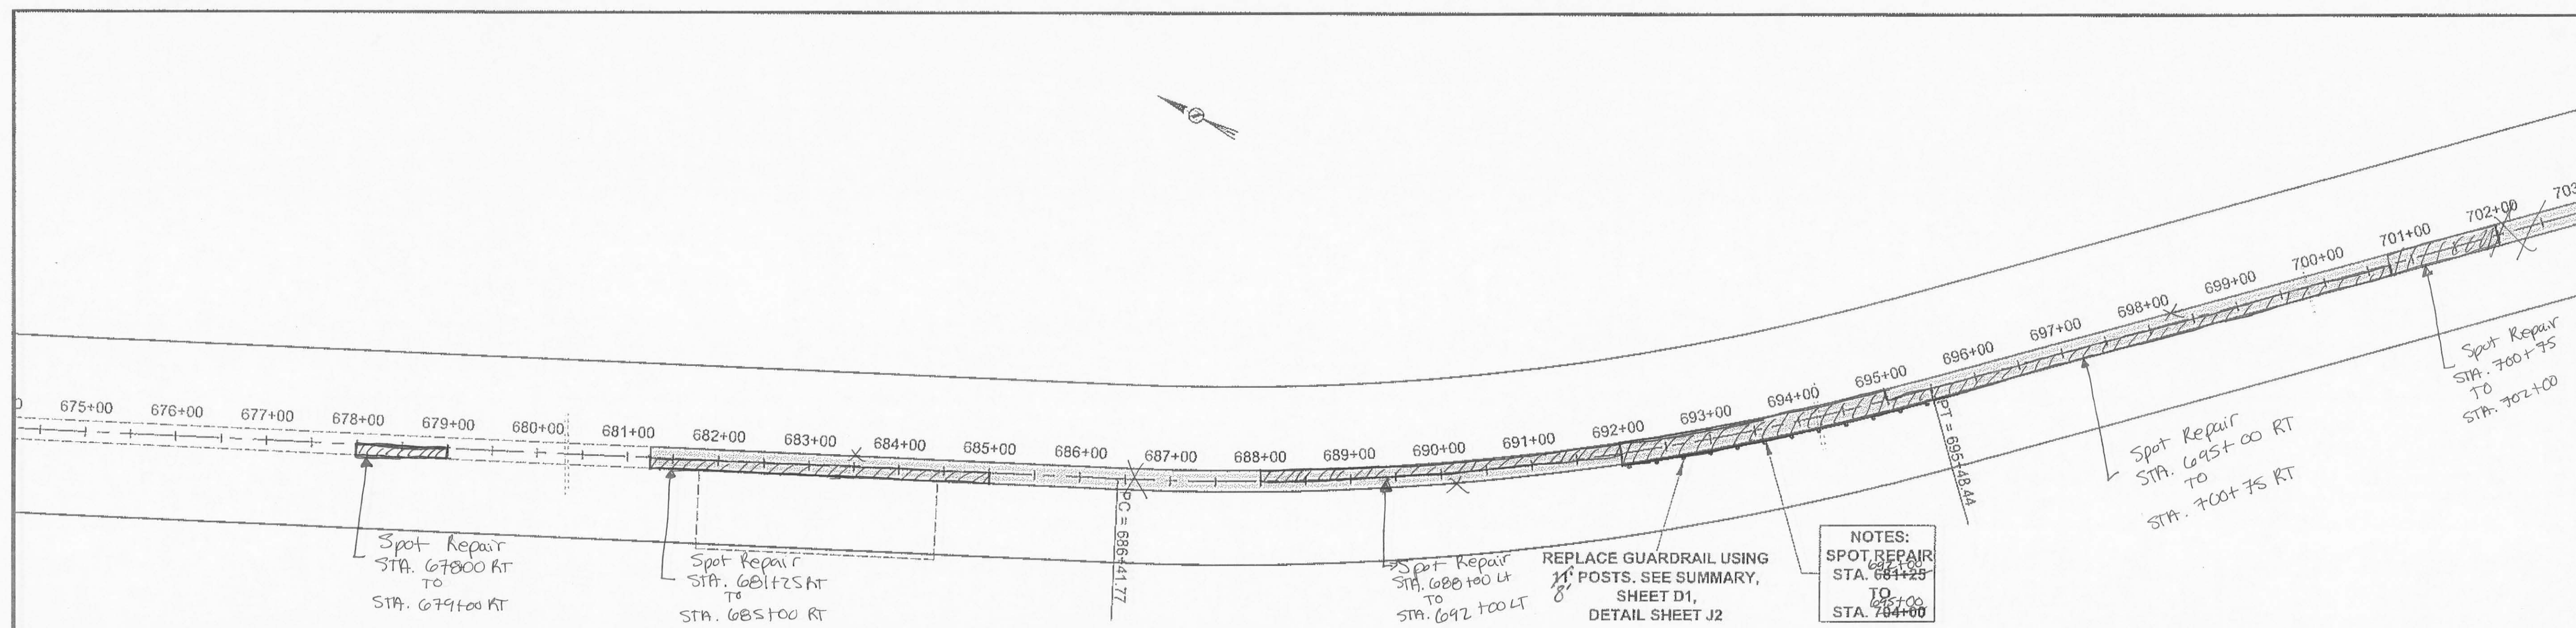 675+00
676+00
677+00
678+00
679+00
680+00
681+00
682+00
683+00
684+00
685+00
686+00
687+00
688+00
689+00
690+00
691+00
692+00
693+00
694+00
695+00
696+00
697+00
698+00
699+00
700+00
701+00
702+00
703
Spot Repair
STA. 67800 RT
TO
STA. 679+00 RT
Spot Repair
STA. 681+25 RT
TO
STA. 685+00 RT
PC = 686+41.77
Spot Repair
STA. 688+00 LT
TO
STA. 692+00 LT
REPLACE GUARDRAIL USING
11' POSTS. SEE SUMMARY,
8'
SHEET D1,
DETAIL SHEET J2
NOTES:
SPOT REPAIR
692+00
STA. 681+25
TO
695+00
STA. 704+00
PT = 695+48.44
Spot Repair
STA. 695+00 RT
TO
STA. 700+75 RT
Spot Repair
STA. 700+75
TO
STA. 702+00